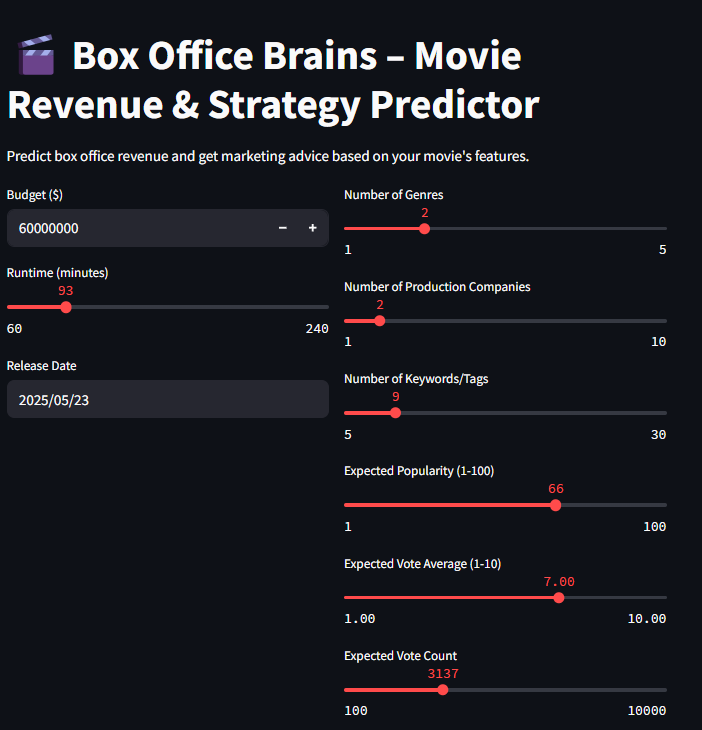 Box Office Brains – Movie
Revenue & Strategy Predictor
Predict box office revenue and get marketing advice based on your movie's features.
Budget ($)
60000000
− +
Runtime (minutes)
93
60 240
Release Date
2025/05/23
Number of Genres
2
1 5
Number of Production Companies
2
1 10
Number of Keywords/Tags
9
5 30
Expected Popularity (1-100)
66
1 100
Expected Vote Average (1-10)
7.00
1.00 10.00
Expected Vote Count
3137
100 10000